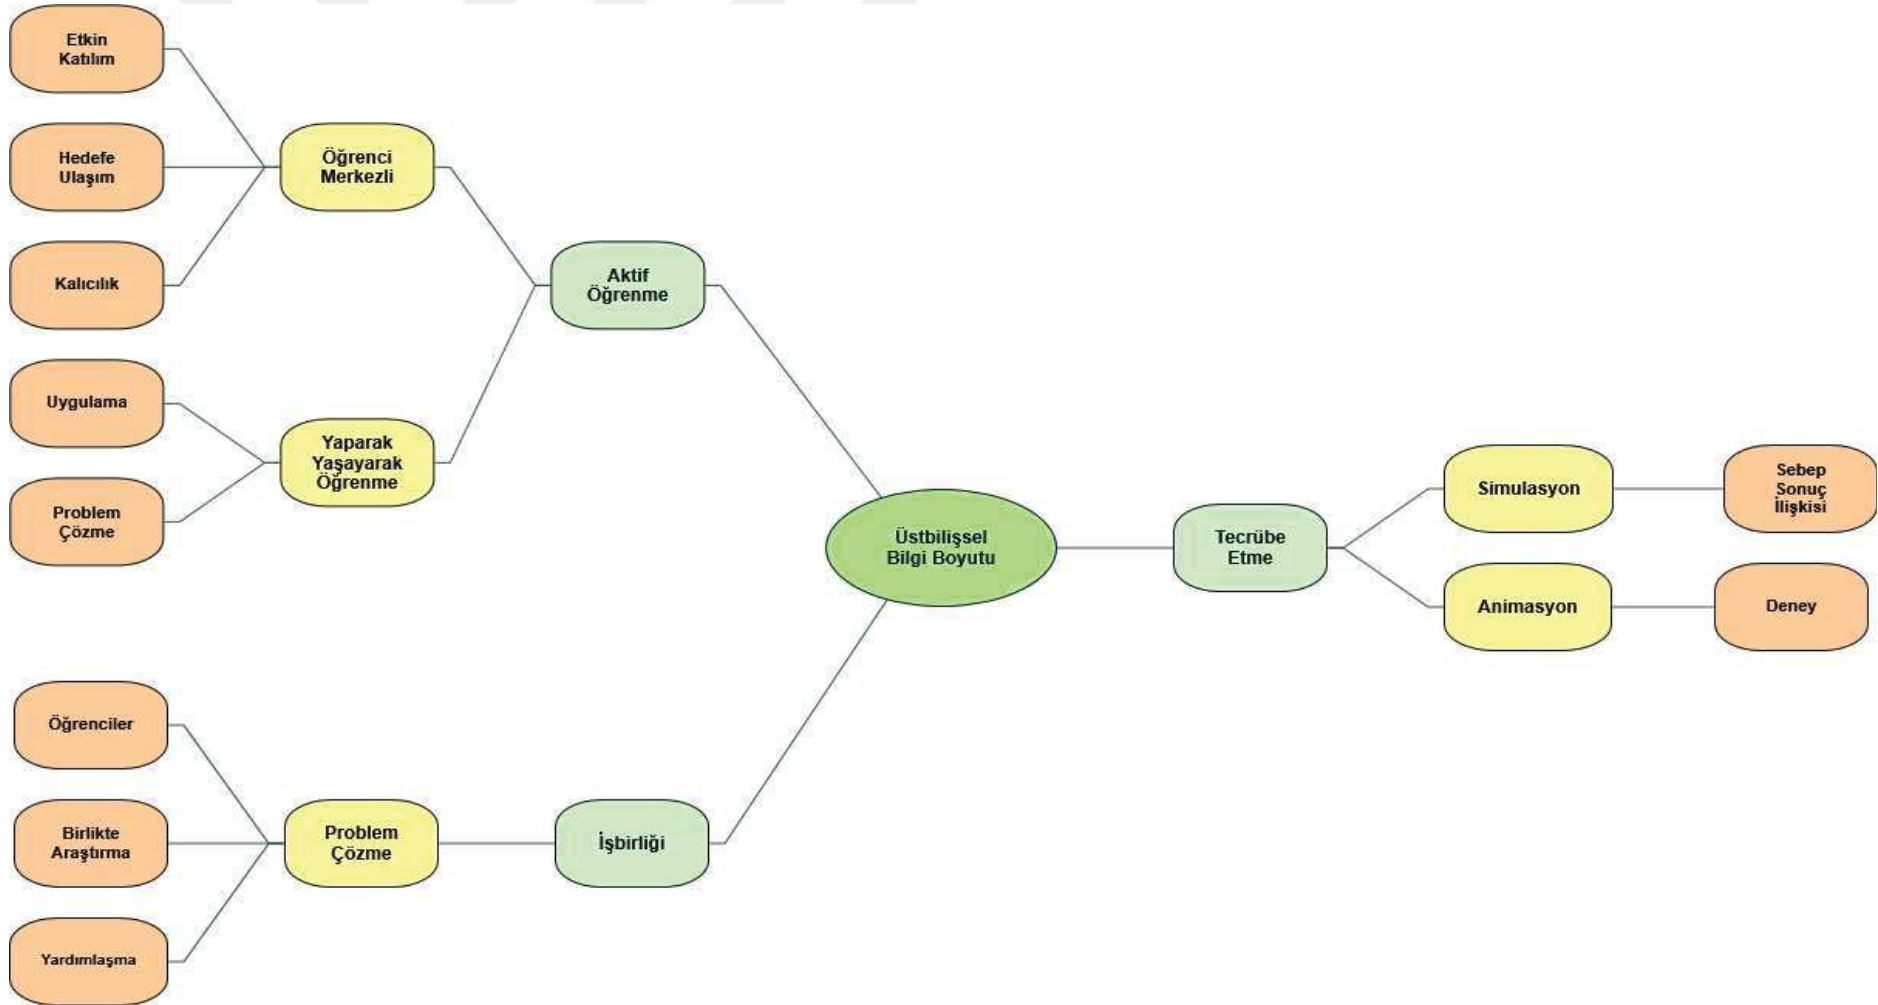 Etkin
Katılım
Hedefe
Ulaşım
Kalıcılık
Uygulama
Problem
Çözme
Öğrenci
Merkezli
Yaparak
Yaşayarak
Öğrenme
Aktif
Öğrenme
Üstbilişsel
Bilgi Boyutu
Tecrübe
Etme
Simulasyon
Sebep
Sonuç
İlişkisi
Animasyon
Deney
Öğrenciler
Birlikte
Araştırma
Yardımlaşma
Problem
Çözme
İşbirliği